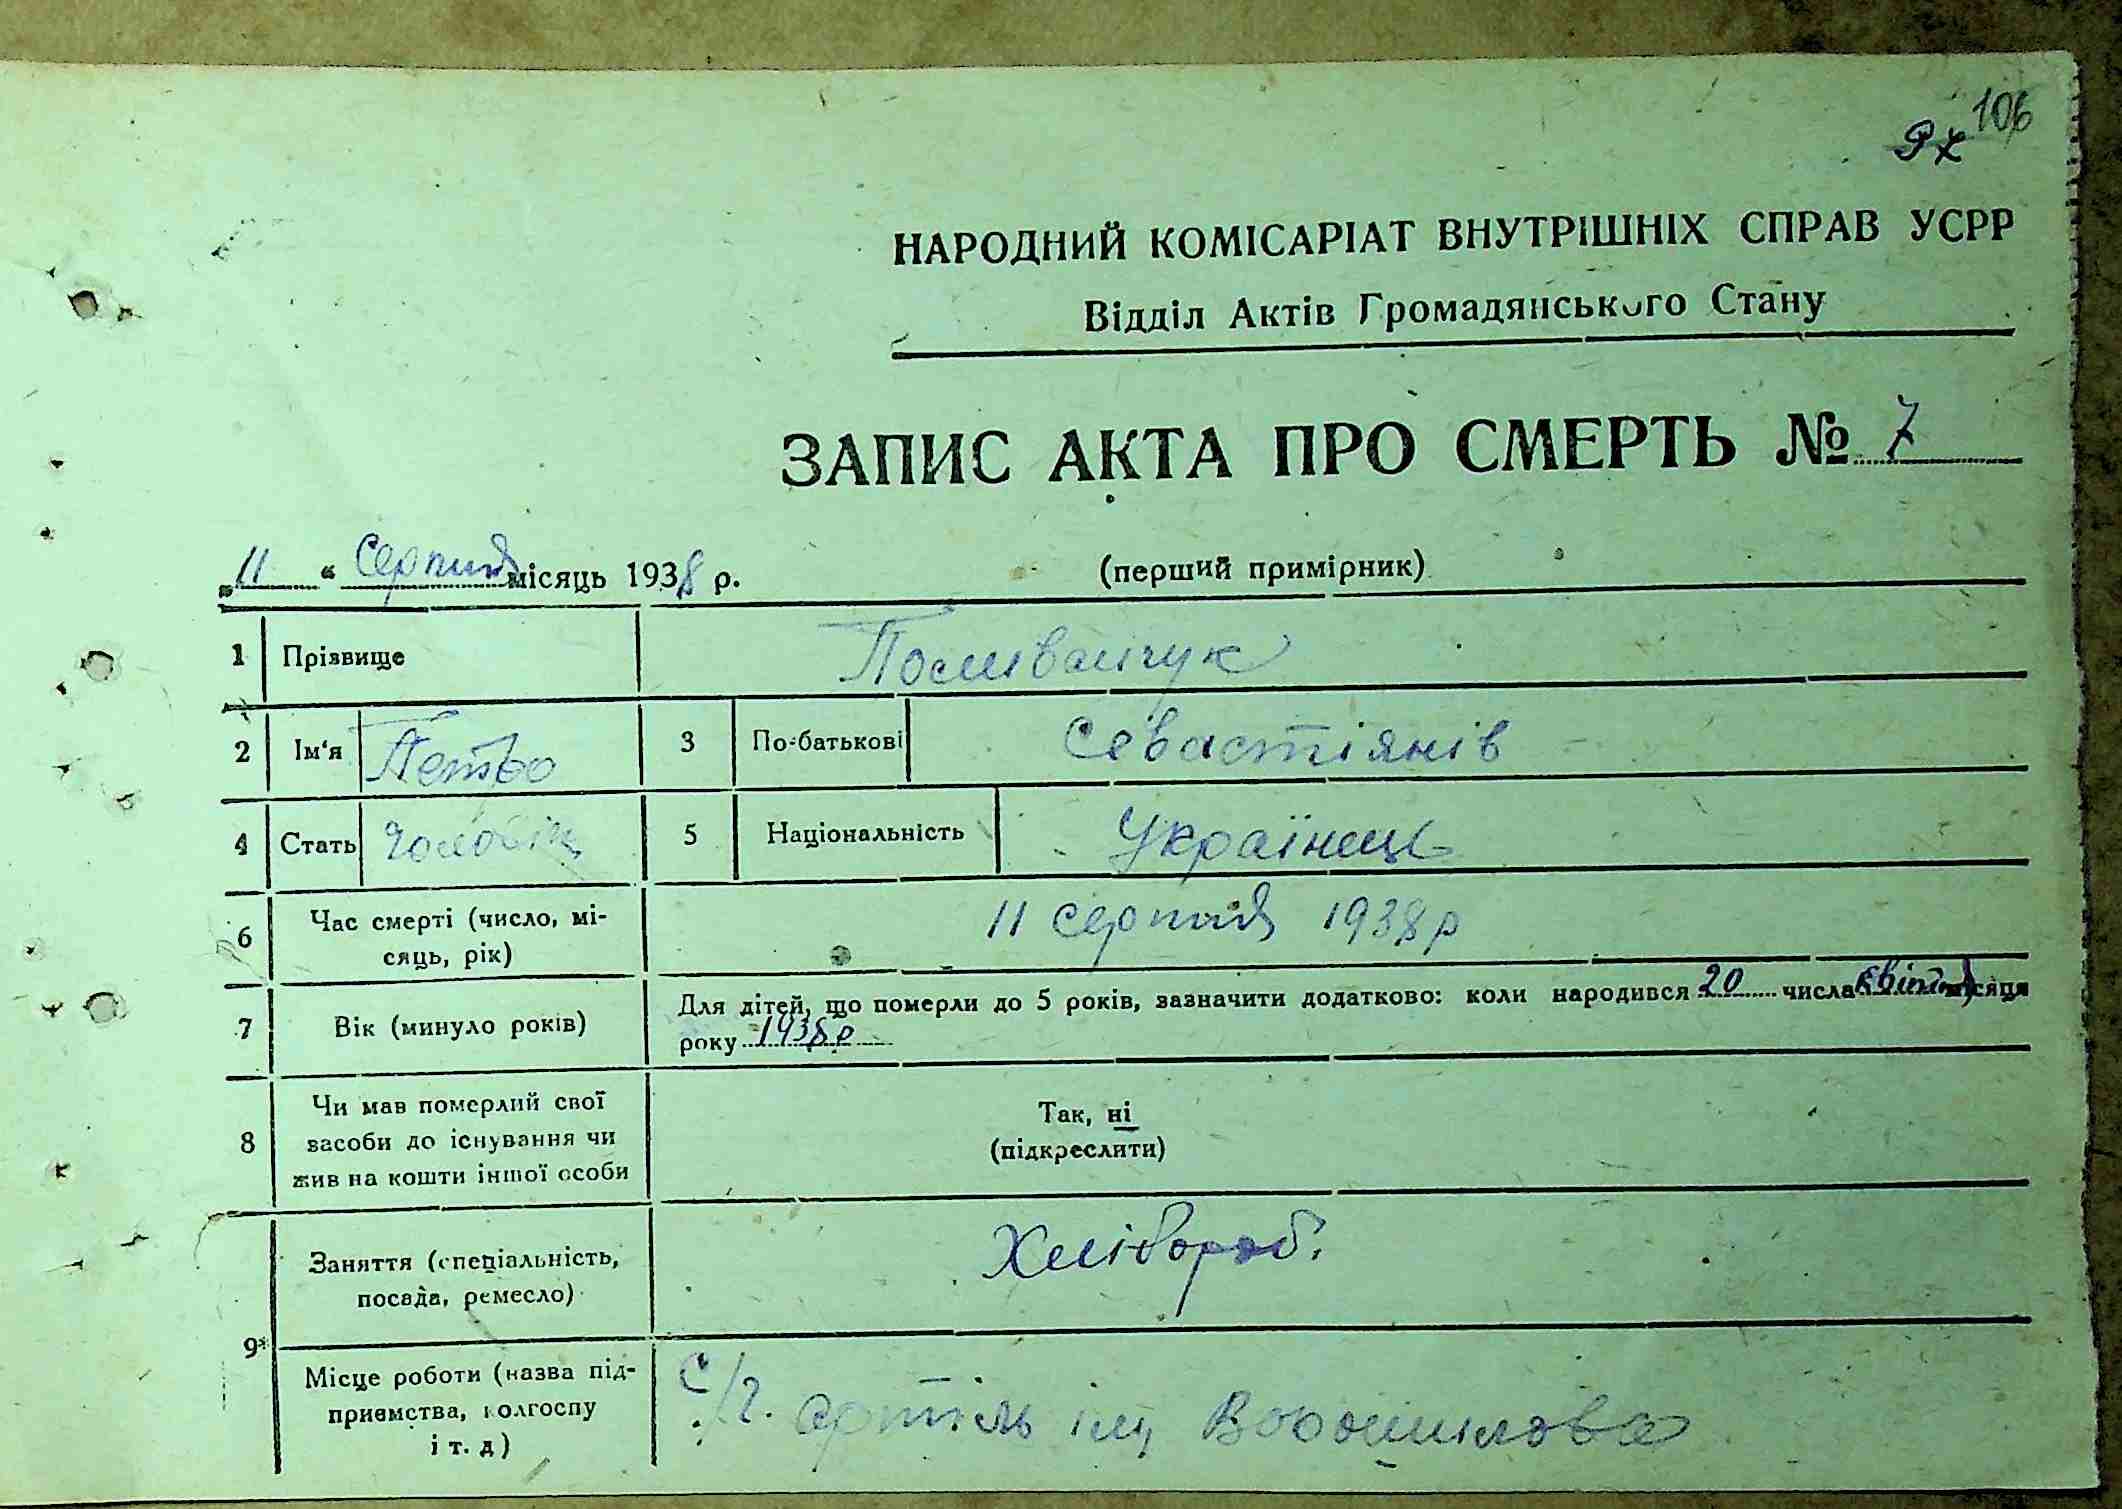 106
9х
НАРОДНИЙ КОМІСАРІАТ ВНУТРІШНІХ СПРАВ УСРР
Відділ Актів Громадянського Стану
ЗАПИС АКТА ПРО СМЕРТЬ № 7
„11“ Серпня місяць 1938 р. (перший примірник)
1 Прізвище Поливанчук
2 Ім'я Петро 3 По-батькові Севастіянів
4 Стать Чоловік 5 Національність Українець
6 Час смерті (число, мі-
сяць, рік) 11 серпня 1938 р
7 Вік (минуло років) Для дітей, що померли до 5 років, зазначити додатково: коли народився 20 числа квітня місяця
року 1938 р
8 Чи мав померлий свої
засоби до існування чи
жив на кошти іншої особи
Так, ні
(підкреслити)
9* Заняття (спеціальність,
посада, ремесло) Хлібороб.
Місце роботи (назва під-
приємства, колгоспу
і т. д) С/г. артіль ім Ворошилова